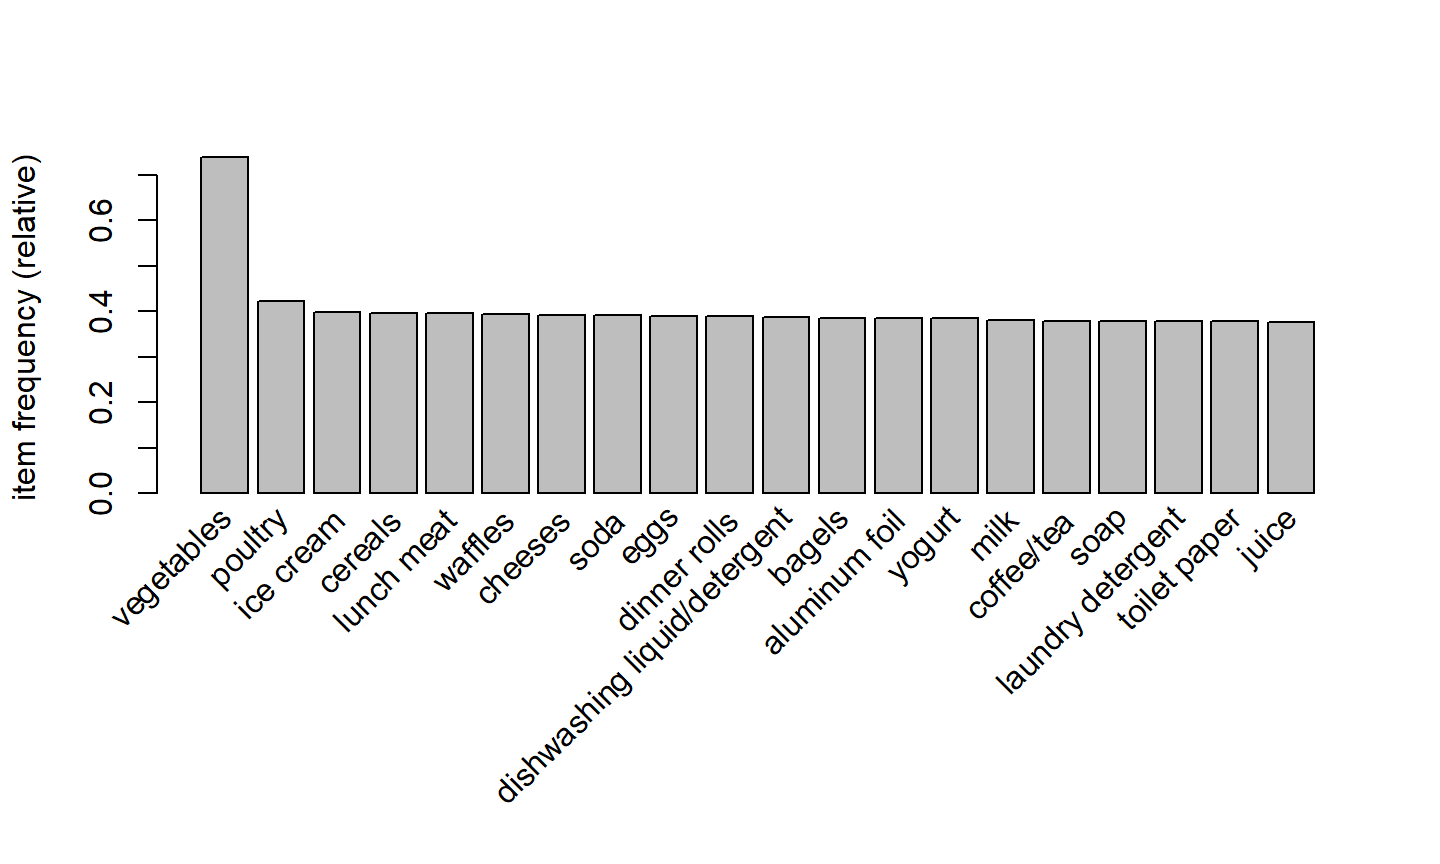 item frequency (relative)
0.0
0.2
0.4
0.6
vegetables
poultry
ice cream
cereals
lunch meat
waffles
cheeses
soda
eggs
dinner rolls
dishwashing liquid/detergent
bagels
aluminum foil
yogurt
milk
coffee/tea
soap
laundry detergent
toilet paper
juice